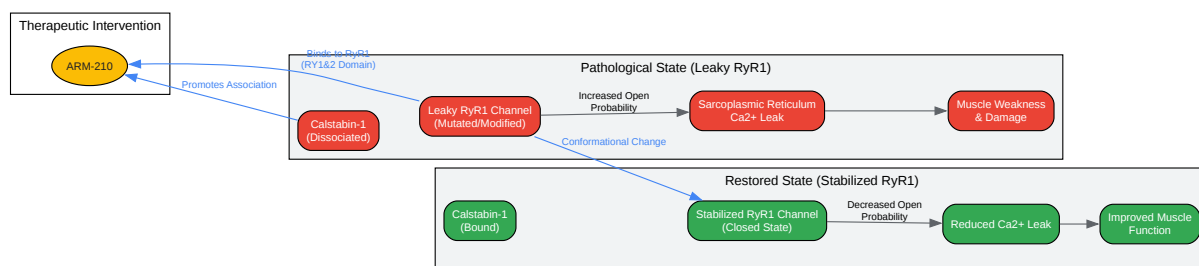 Therapeutic Intervention
ARM-210
Binds to RyR1
(RY1&2 Domain)
Promotes Association
Pathological State (Leaky RyR1)
Calstabin-1
(Dissociated)
Leaky RyR1 Channel
(Mutated/Modified)
Increased Open
Probability
Sarcoplasmic Reticulum
Ca2+ Leak
Muscle Weakness
& Damage
Conformational Change
Restored State (Stabilized RyR1)
Calstabin-1
(Bound)
Stabilized RyR1 Channel
(Closed State)
Decreased Open
Probability
Reduced Ca2+ Leak
Improved Muscle
Function